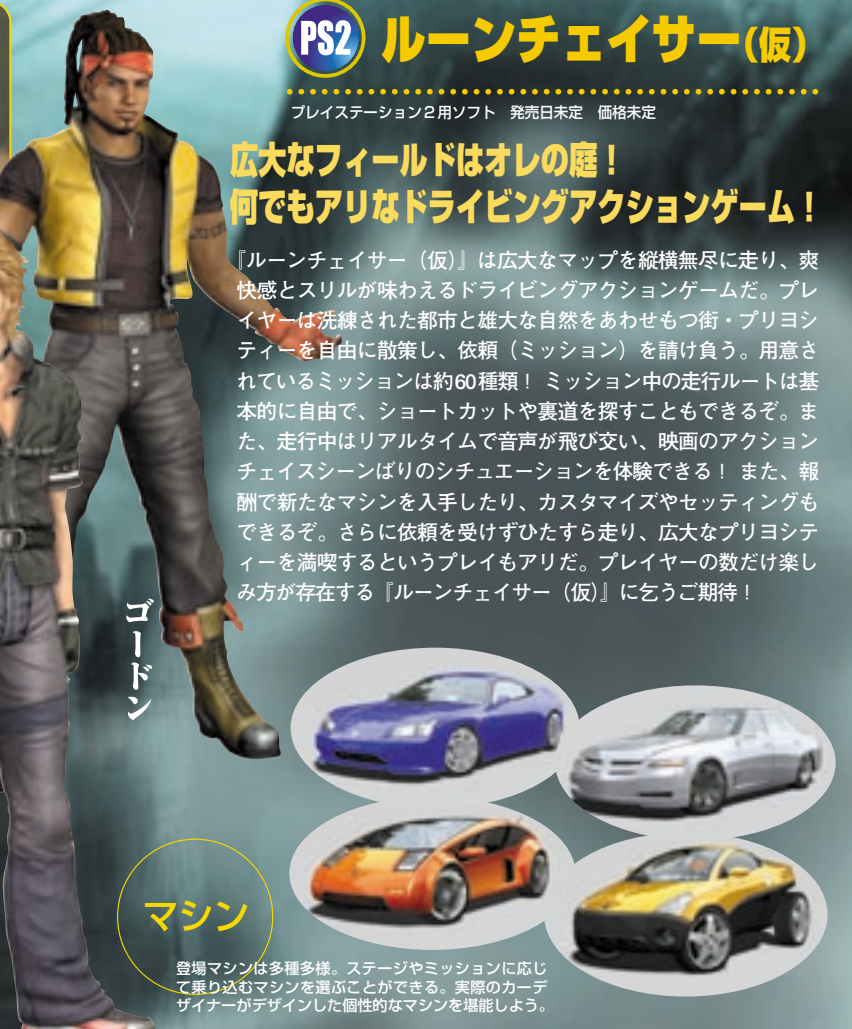 PS2 ルーンチェイサー(仮)
プレイステーション2用ソフト 発売日未定 価格未定
広大なフィールドはオレの庭!
何でもアリなドライビングアクションゲーム!
『ルーンチェイサー(仮)』は広大なマップを縦横無尽に走り、爽
快感とスリルが味わえるドライビングアクションゲームだ。プレ
イヤーは洗練された都市と雄大な自然をあわせもつ街・プリヨシ
ティーを自由に散策し、依頼(ミッション)を請け負う。用意さ
れているミッションは約60種類! ミッション中の走行ルートは基
本的に自由で、ショートカットや裏道を探すこともできるぞ。ま
た、走行中はリアルタイムで音声が飛び交い、映画のアクション
チェイスシーンばりのシチュエーションを体験できる! また、報
酬で新たなマシンを入手したり、カスタマイズやセッティングも
できるぞ。さらに依頼を受けずひたすら走り、広大なプリヨシテ
ィーを満喫するというプレイもアリだ。プレイヤーの数だけ楽し
み方が存在する『ルーンチェイサー(仮)』に乞うご期待!
ゴードン
マシン
登場マシンは多種多様。ステージやミッションに応じ
て乗り込むマシンを選ぶことができる。実際のカーデ
ザイナーがデザインした個性的なマシンを堪能しよう。